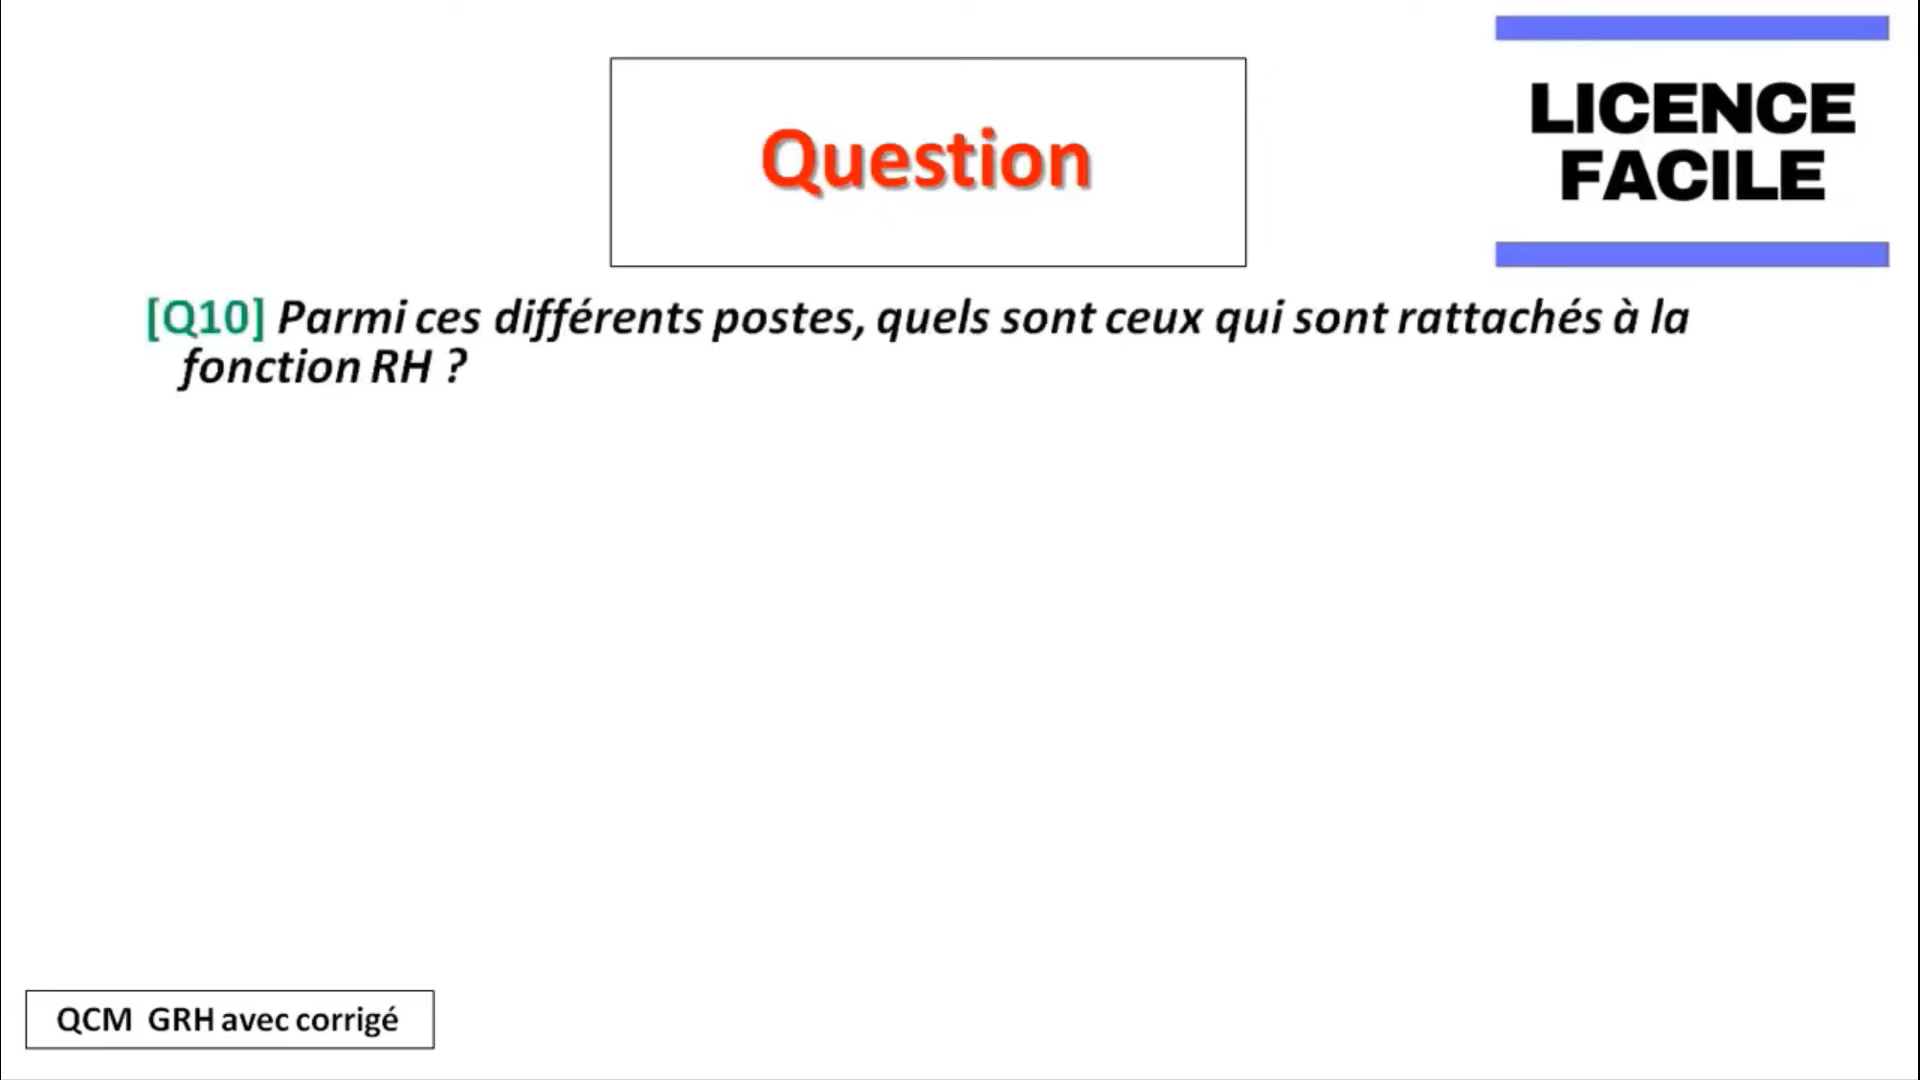 Question
LICENCE
FACILE
[Q10] Parmi ces différents postes, quels sont ceux qui sont rattachés à la
fonction RH ?
QCM GRH avec corrigé